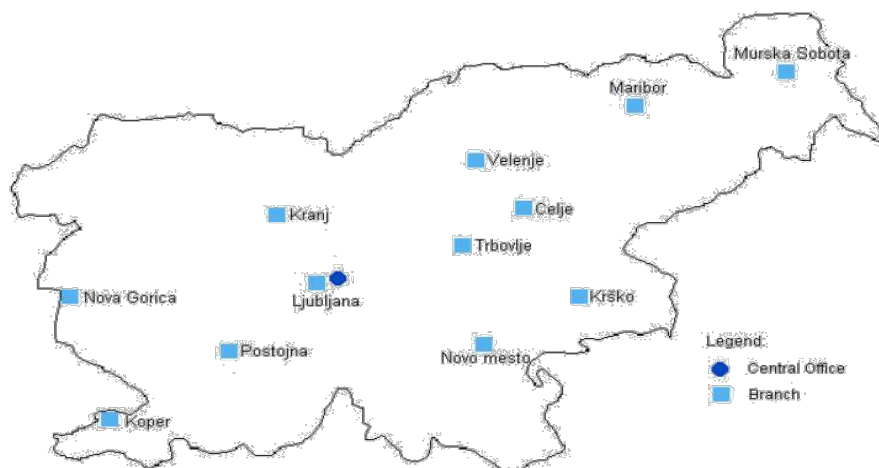 Murska Sobota
Maribor
Velenje
Celje
Kranj
Trbovlje
Ljubljana
Nova Gorica
Krško
Postojna
Novo mesto
Koper
Legend:
Central Office
Branch